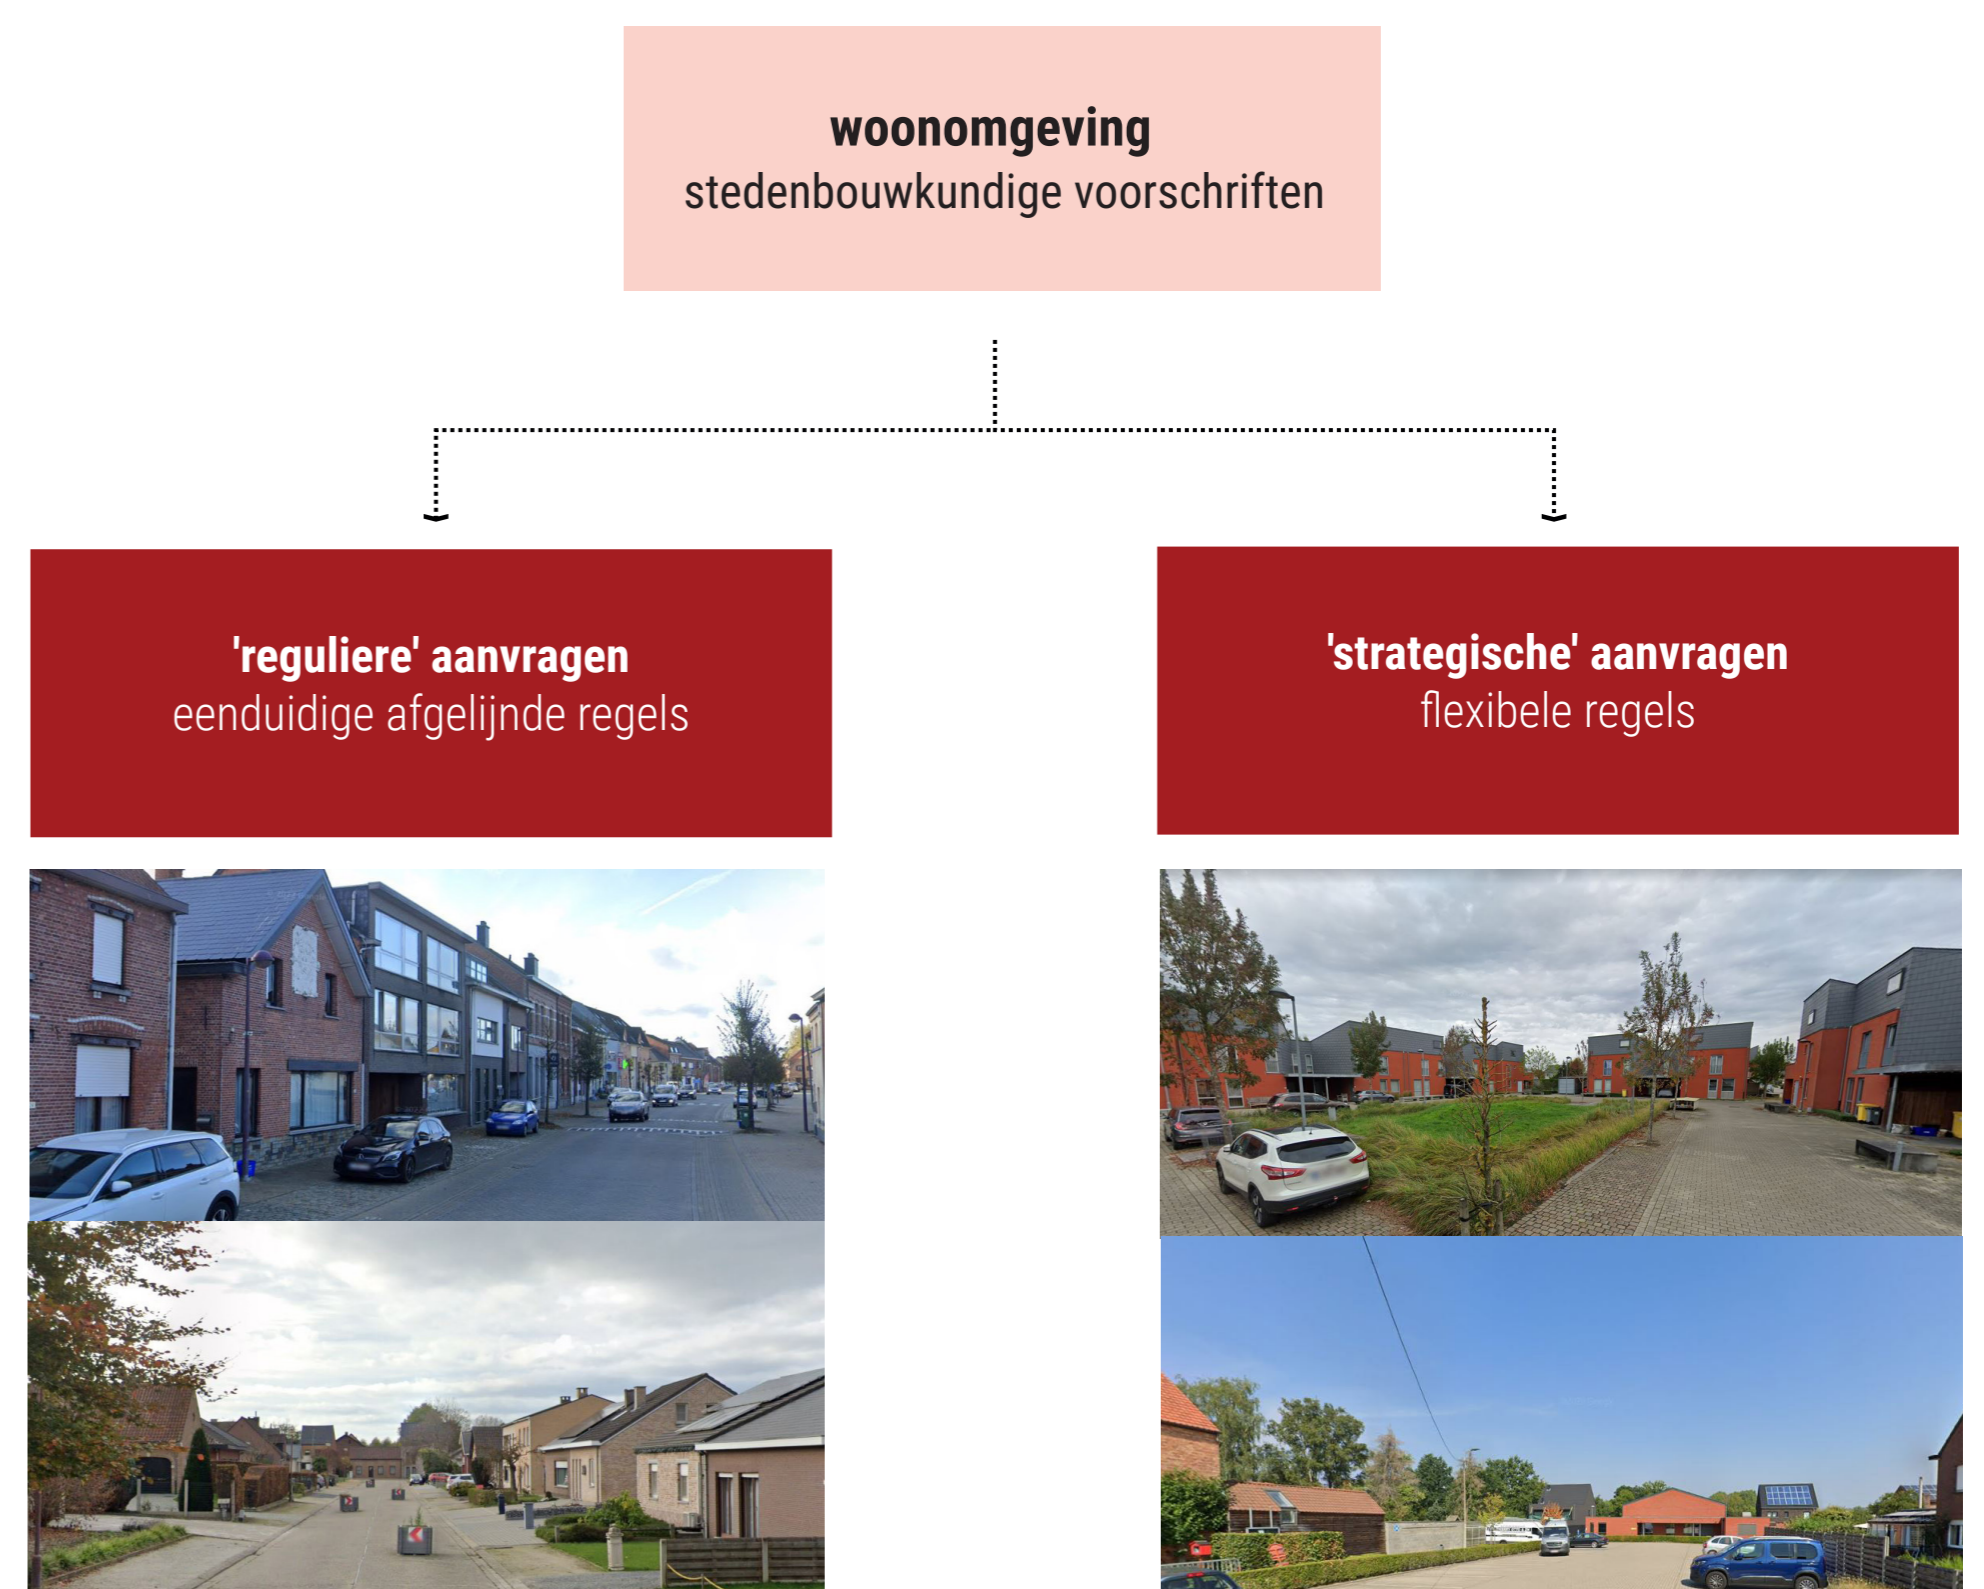 woonomgeving
stedenbouwkundige voorschriften
'reguliere' aanvragen
eenduidige afgelijnde regels
'strategische' aanvragen
flexibele regels